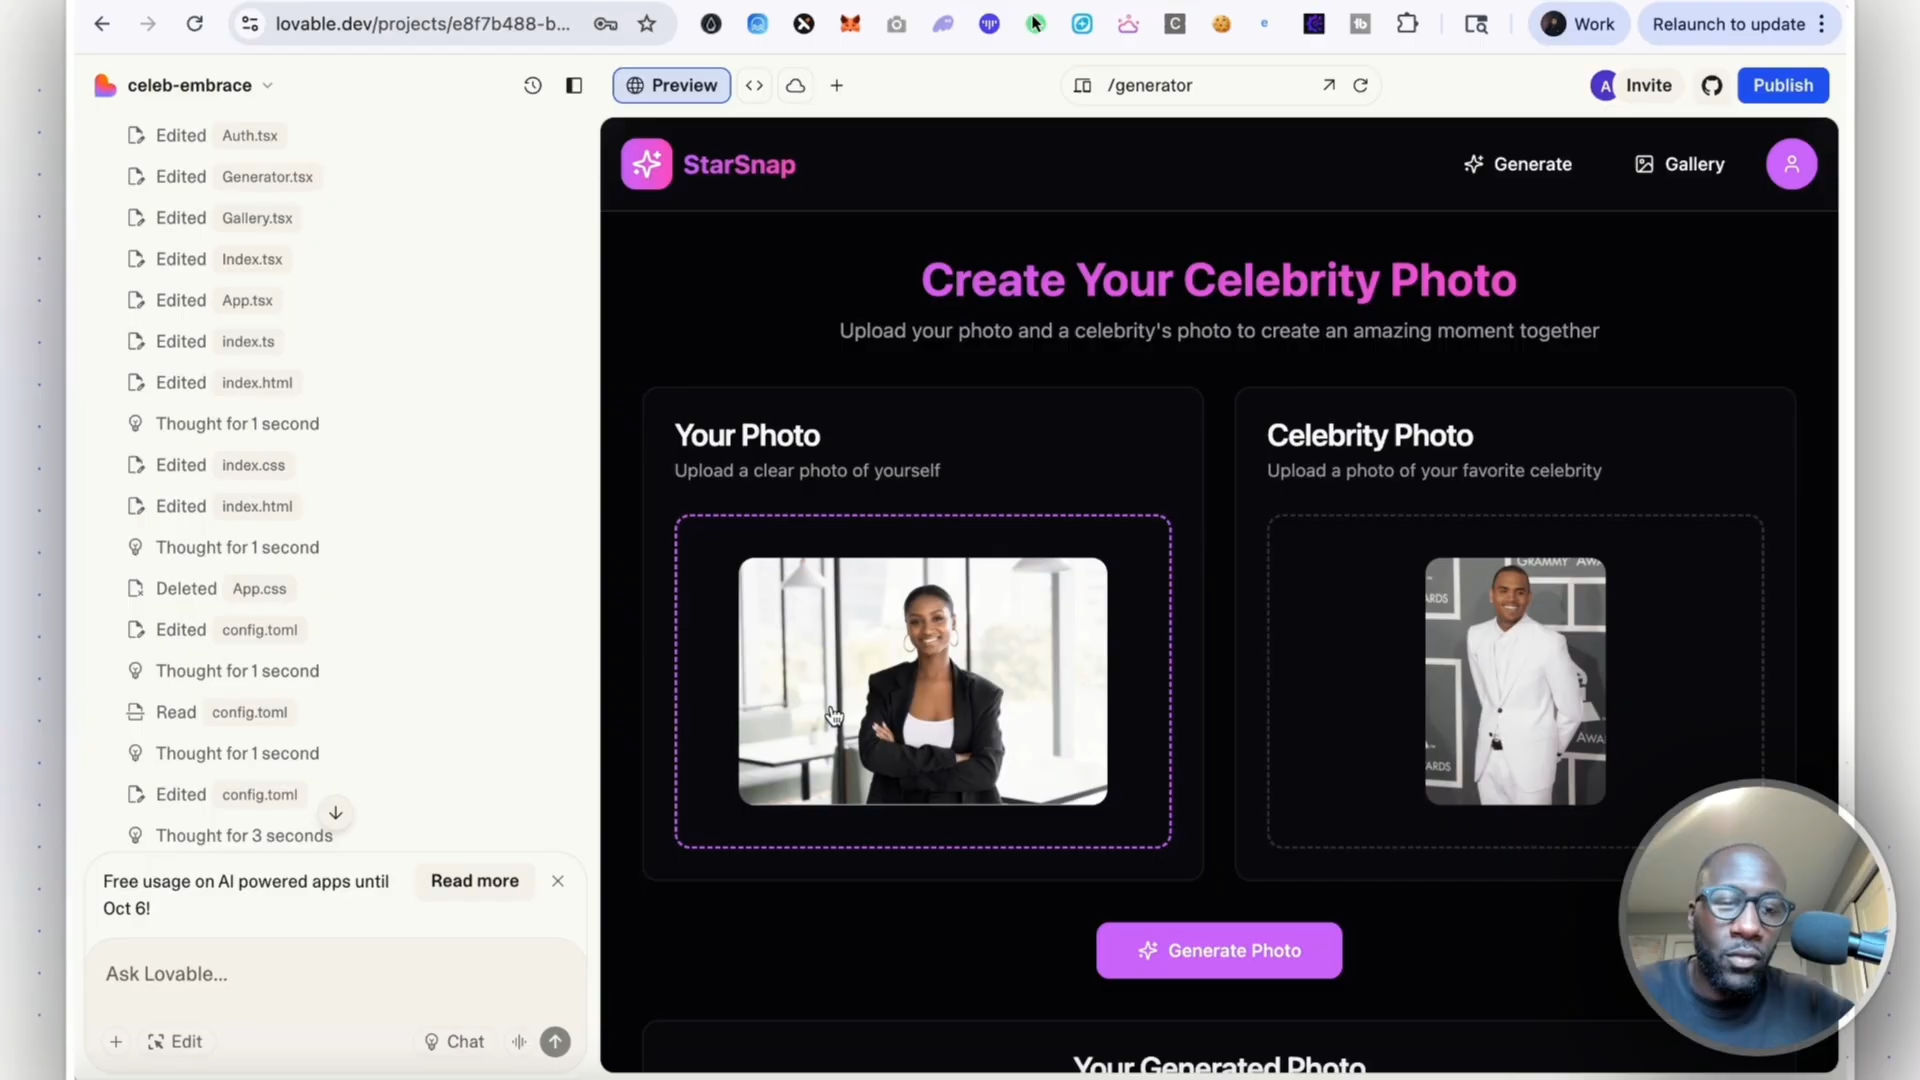 lovable.dev/projects/e8f7b488-b...
Work
Relaunch to update
celeb-embrace
Preview
/generator
A
Invite
Publish
Edited Auth.tsx
Edited Generator.tsx
Edited Gallery.tsx
Edited Index.tsx
Edited App.tsx
Edited index.ts
Edited index.html
Thought for 1 second
Edited index.css
Edited index.html
Thought for 1 second
Deleted App.css
Edited config.toml
Thought for 1 second
Read config.toml
Thought for 1 second
Edited config.toml
Thought for 3 seconds
Free usage on AI powered apps until
Oct 6!
Read more
Ask Lovable...
Edit
Chat
StarSnap
Generate
Gallery
Create Your Celebrity Photo
Upload your photo and a celebrity's photo to create an amazing moment together
Your Photo
Upload a clear photo of yourself
Celebrity Photo
Upload a photo of your favorite celebrity
GRAMMY AW
ARDS
AWA
ARDS
Generate Photo
Your Generated Photo